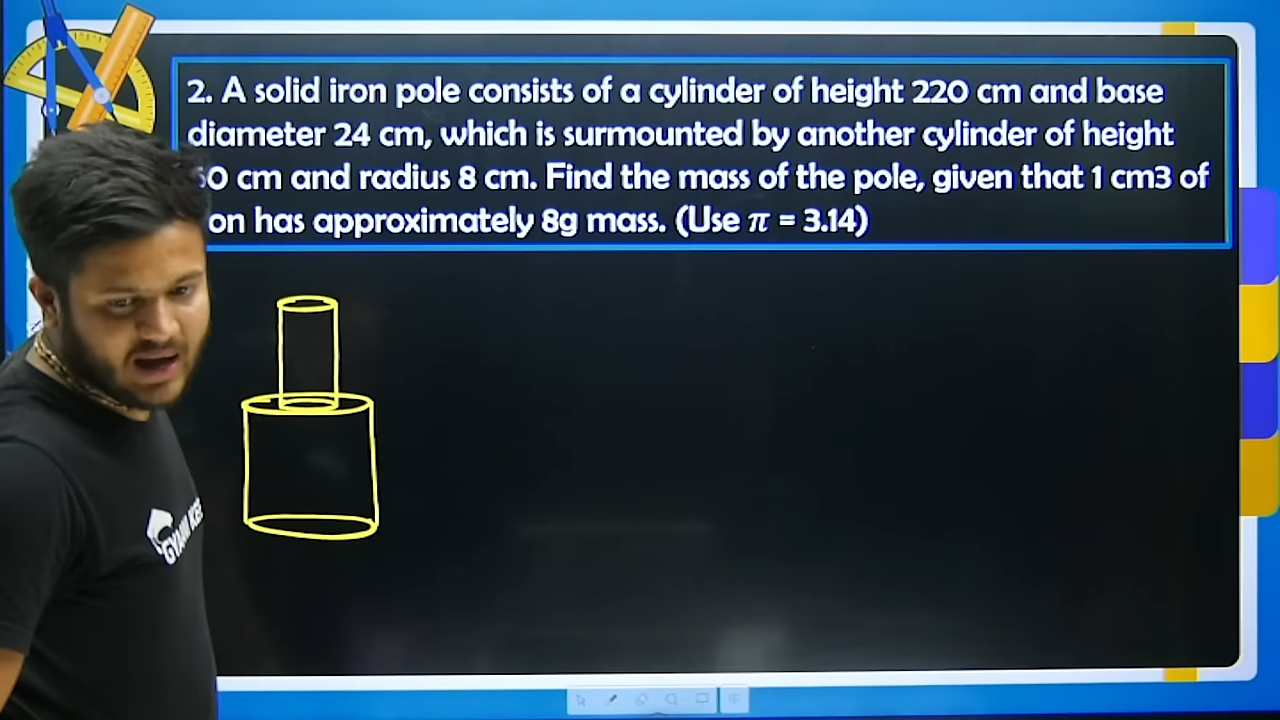 2. A solid iron pole consists of a cylinder of height 220 cm and base
diameter 24 cm, which is surmounted by another cylinder of height
0 cm and radius 8 cm. Find the mass of the pole, given that 1 cm3 of
on has approximately 8g mass. (Use π = 3.14)